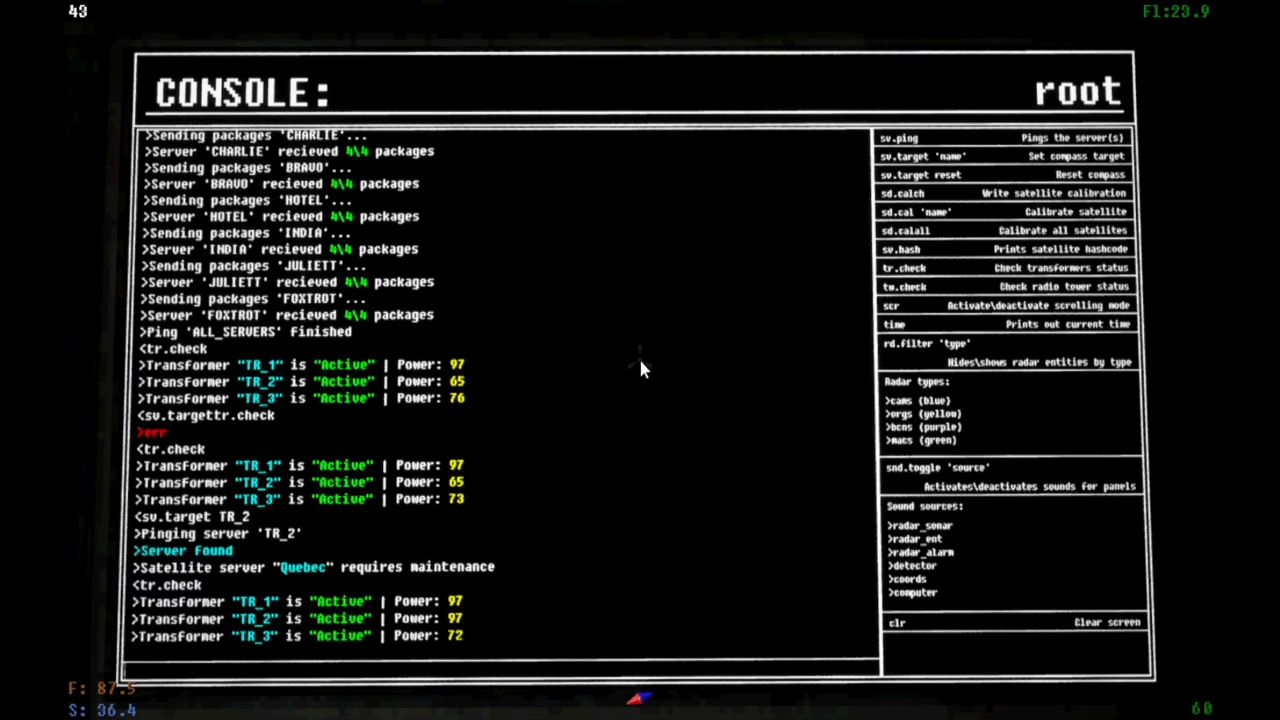 43
F1:23.9
CONSOLE:
root
>Sending packages 'CHARLIE'...
>Server 'CHARLIE' recieved 4\4 packages
>Sending packages 'BRAVO'...
>Server 'BRAVO' recieved 4\4 packages
>Sending packages 'HOTEL'...
>Server 'HOTEL' recieved 4\4 packages
>Sending packages 'INDIA'...
>Server 'INDIA' recieved 4\4 packages
>Sending packages 'JULIETT'...
>Server 'JULIETT' recieved 4\4 packages
>Sending packages 'FOXTROT'...
>Server 'FOXTROT' recieved 4\4 packages
>Ping 'ALL_SERVERS' Finished
<tr.check
>Transformer "TR_1" is "Active" | Power: 97
>Transformer "TR_2" is "Active" | Power: 65
>Transformer "TR_3" is "Active" | Power: 76
<sv.targettr.check
>err
<tr.check
>Transformer "TR_1" is "Active" | Power: 97
>Transformer "TR_2" is "Active" | Power: 65
>Transformer "TR_3" is "Active" | Power: 73
<sv.target TR_2
>Pinging server 'TR_2'
>Server Found
>Satellite server "Quebec" requires maintenance
<tr.check
>Transformer "TR_1" is "Active" | Power: 97
>Transformer "TR_2" is "Active" | Power: 97
>Transformer "TR_3" is "Active" | Power: 72
sv.ping Pings the server(s)
sv.target 'name' Set compass target
sv.target reset Reset compass
sd.calch Write satellite calibration
sd.cal 'name' Calibrate satellite
sd.calall Calibrate all satellites
sv.hash Prints satellite hashcode
tr.check Check transformers status
tw.check Check radio tower status
scr Activate\deactivate scrolling mode
time Prints out current time
rd.filter 'type'
Hides\shows radar entities by type
Radar types:
>cams (blue)
>orgs (yellow)
>bcns (purple)
>macs (green)
snd.toggle 'source'
Activates\deactivates sounds for panels
Sound sources:
>radar_sonar
>radar_ent
>radar_alarm
>detector
>coords
>computer
clr Clear screen
F: 87.5
S: 36.4
60